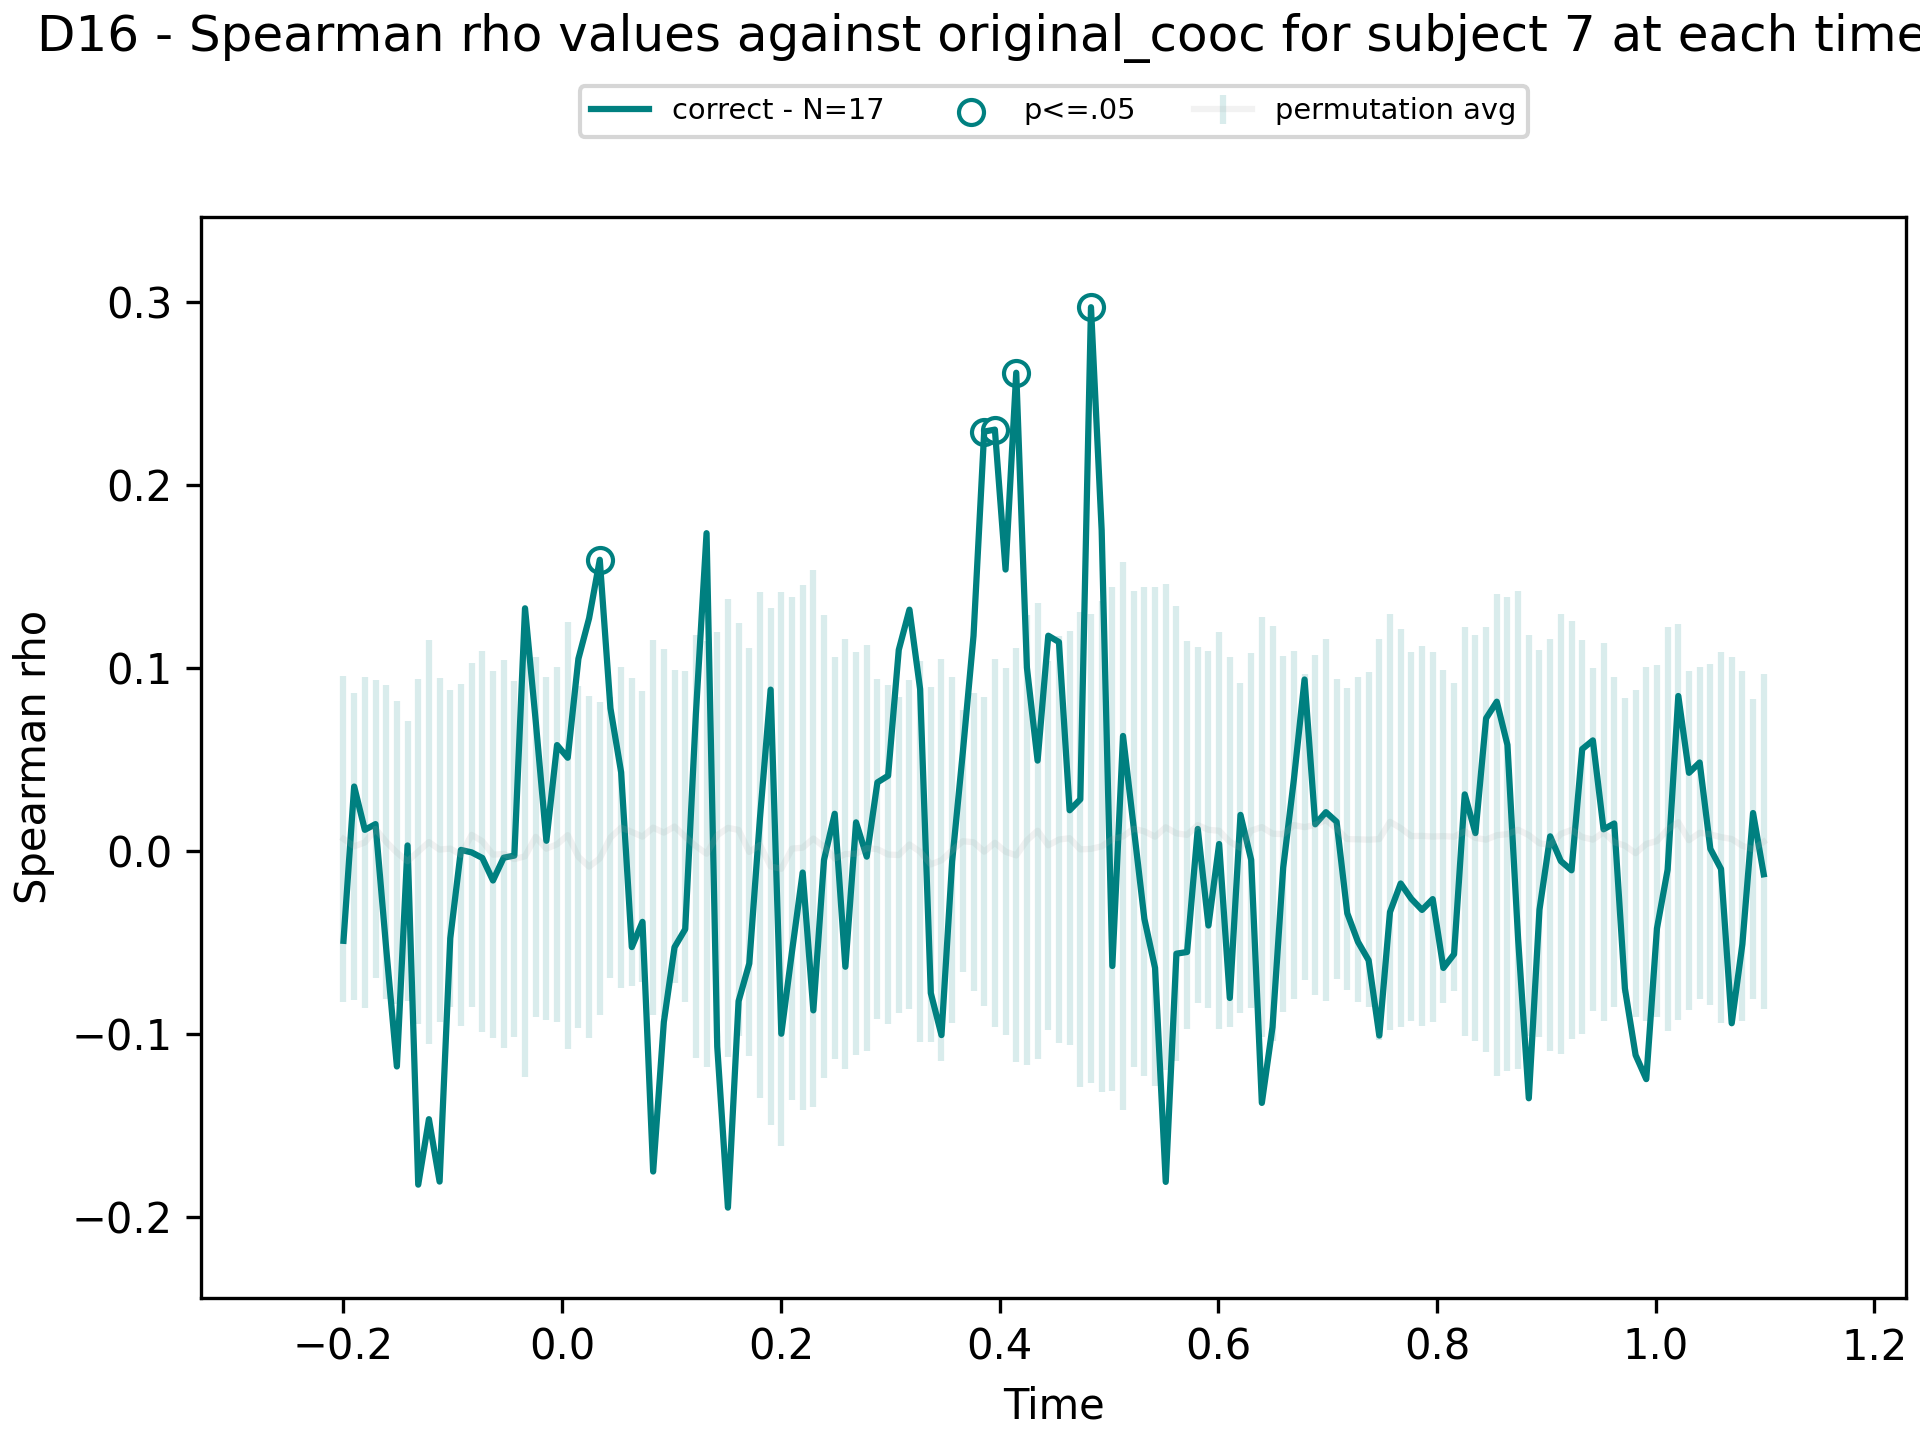 D16 - Spearman rho values against original_cooc for subject 7 at each time
correct - N=17 p<=.05 permutation avg
Spearman rho
0.3
0.2
0.1
0.0
−0.1
−0.2
−0.2 0.0 0.2 0.4 0.6 0.8 1.0 1.2
Time